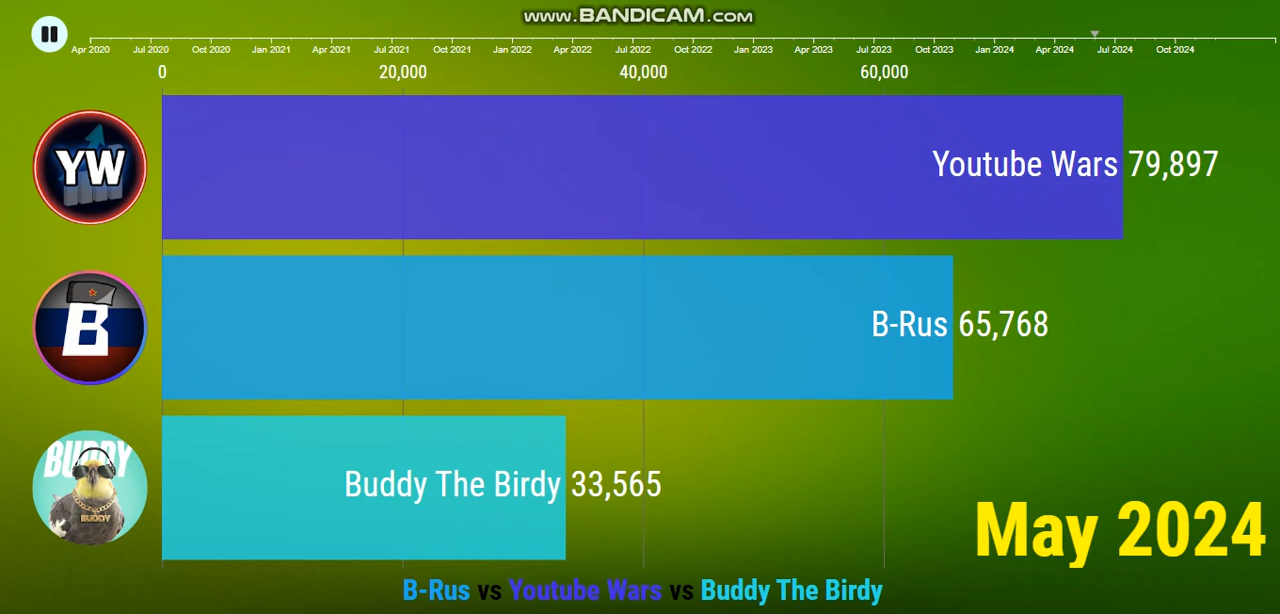 www.BANDICAM.com
Apr 2020 Jul 2020 Oct 2020 Jan 2021 Apr 2021 Jul 2021 Oct 2021 Jan 2022 Apr 2022 Jul 2022 Oct 2022 Jan 2023 Apr 2023 Jul 2023 Oct 2023 Jan 2024 Apr 2024 Jul 2024 Oct 2024
0 20,000 40,000 60,000
YW
Youtube Wars 79,897
B
B-Rus 65,768
BUDDY
BUDDY
Buddy The Birdy 33,565
May 2024
B-Rus vs Youtube Wars vs Buddy The Birdy